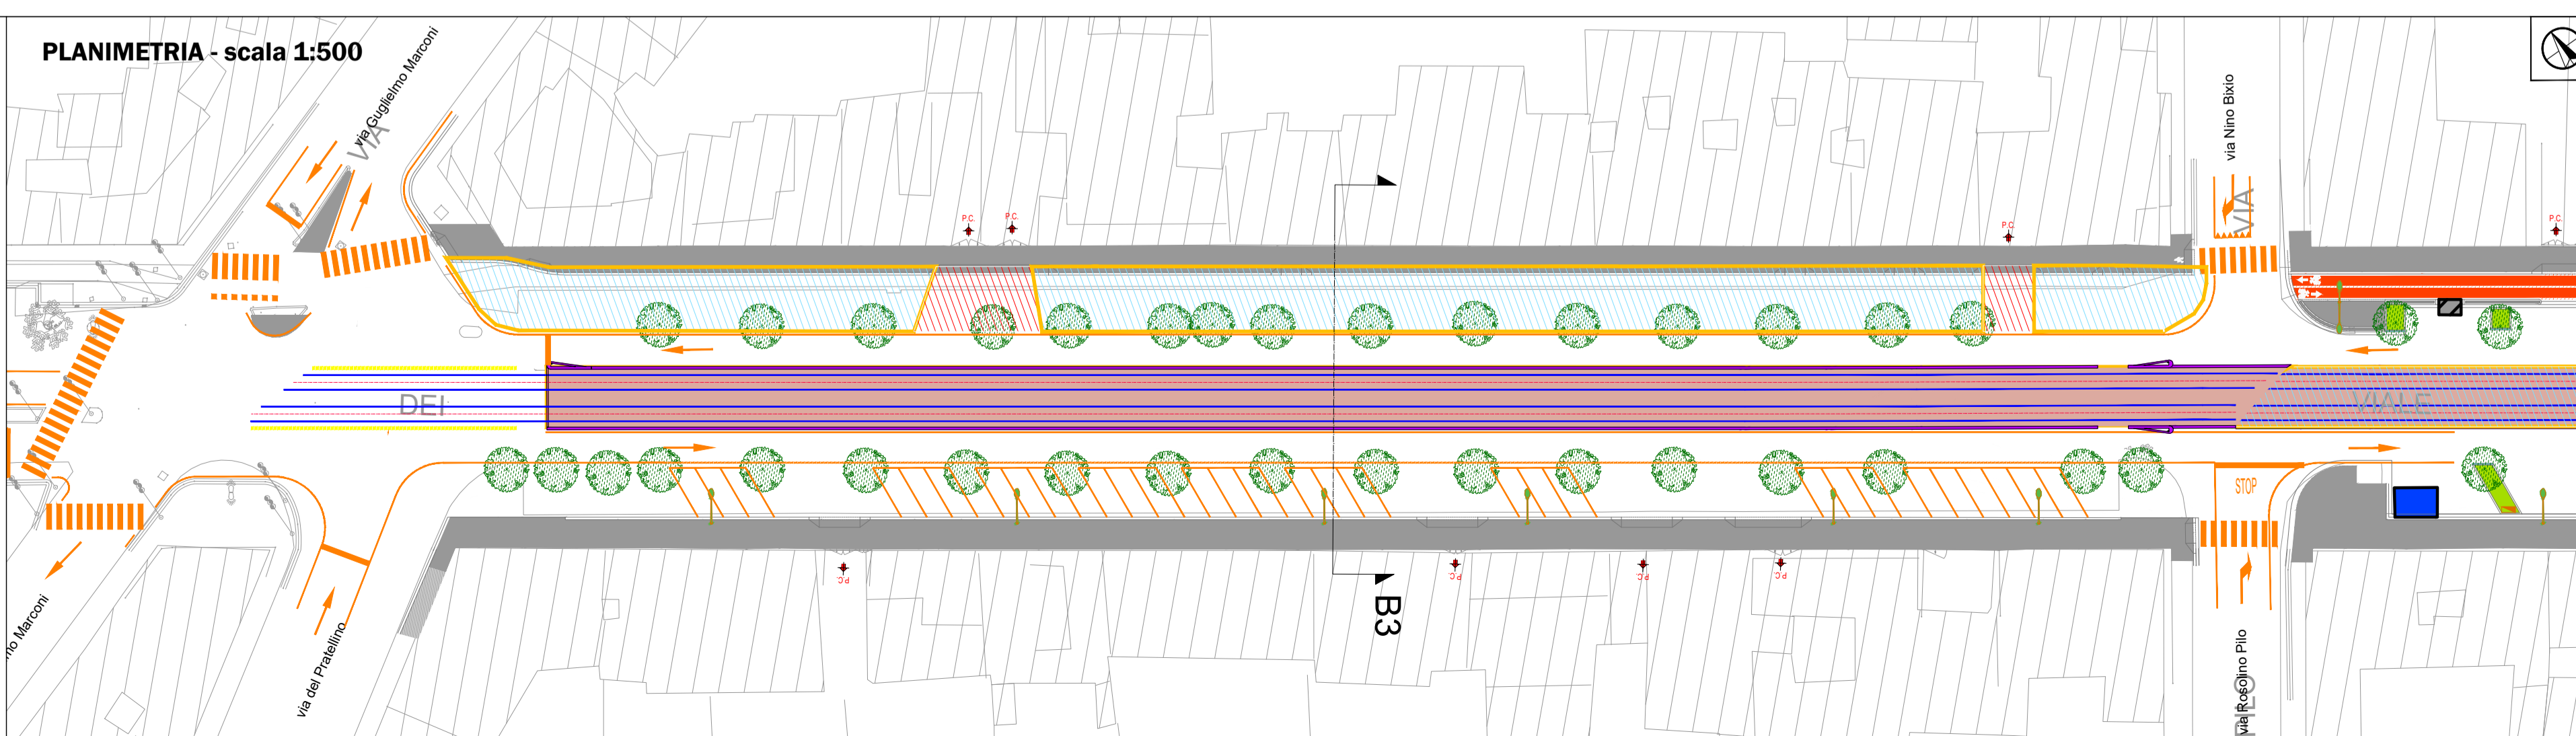 PLANIMETRIA - scala 1:500
via Guglielmo Marconi
VIA
via Nino Bixio
VIA
P.C.
P.C.
P.C.
P.C.
DEI
VIALE
STOP
P.C.
P.C.
P.C.
P.C.
B3
mo Marconi
via del Pratellino
via Rosolino Pilo
PILO